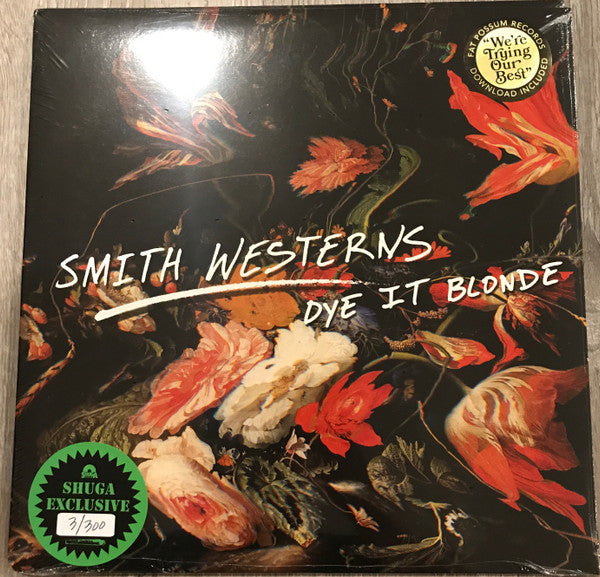 FAT POSSUM RECORDS
"We're
Trying
Our
Best"
DOWNLOAD INCLUDED
SMITH WESTERNS
DYE IT BLONDE
SHUGA
EXCLUSIVE
3/300